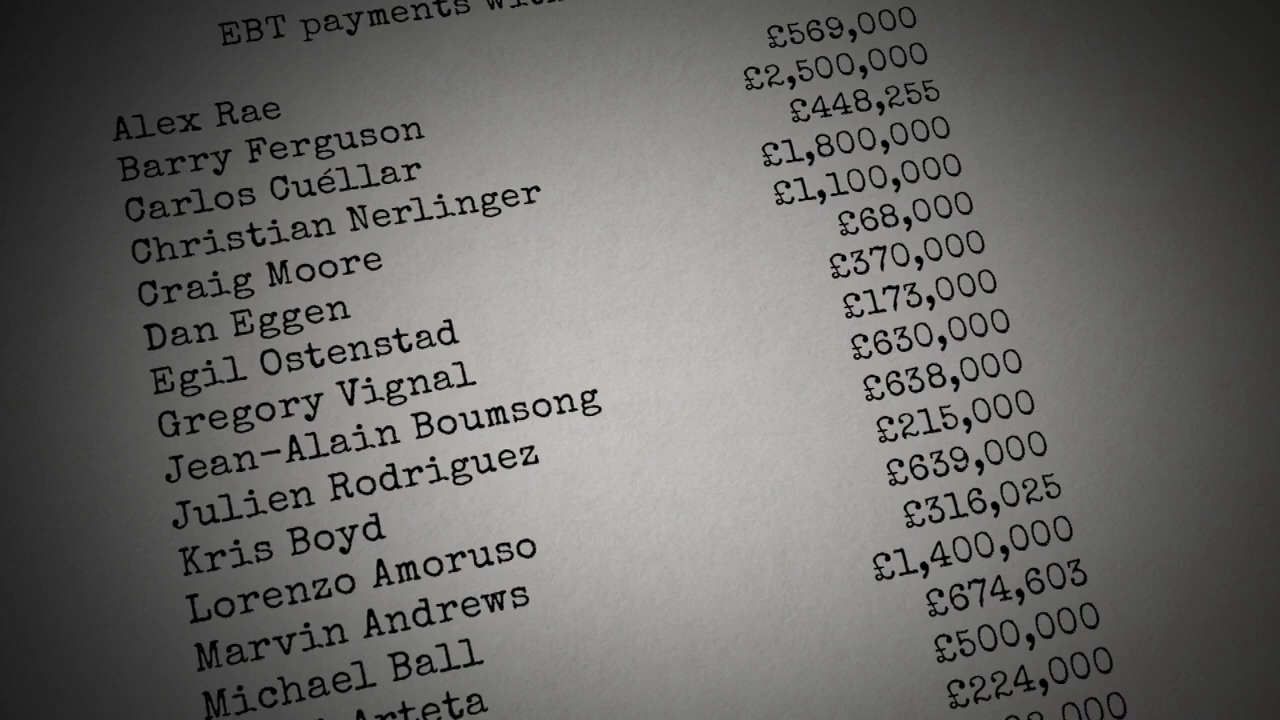 EBT payments
Alex Rae £569,000
Barry Ferguson £2,500,000
Carlos Cuéllar £448,255
Christian Nerlinger £1,800,000
Craig Moore £1,100,000
Dan Eggen £68,000
Egil Ostenstad £370,000
Gregory Vignal £173,000
Jean-Alain Boumsong £630,000
Julien Rodriguez £638,000
Kris Boyd £215,000
Lorenzo Amoruso £639,000
Marvin Andrews £316,025
Michael Ball £1,400,000
Arteta £674,603
£500,000
£224,000